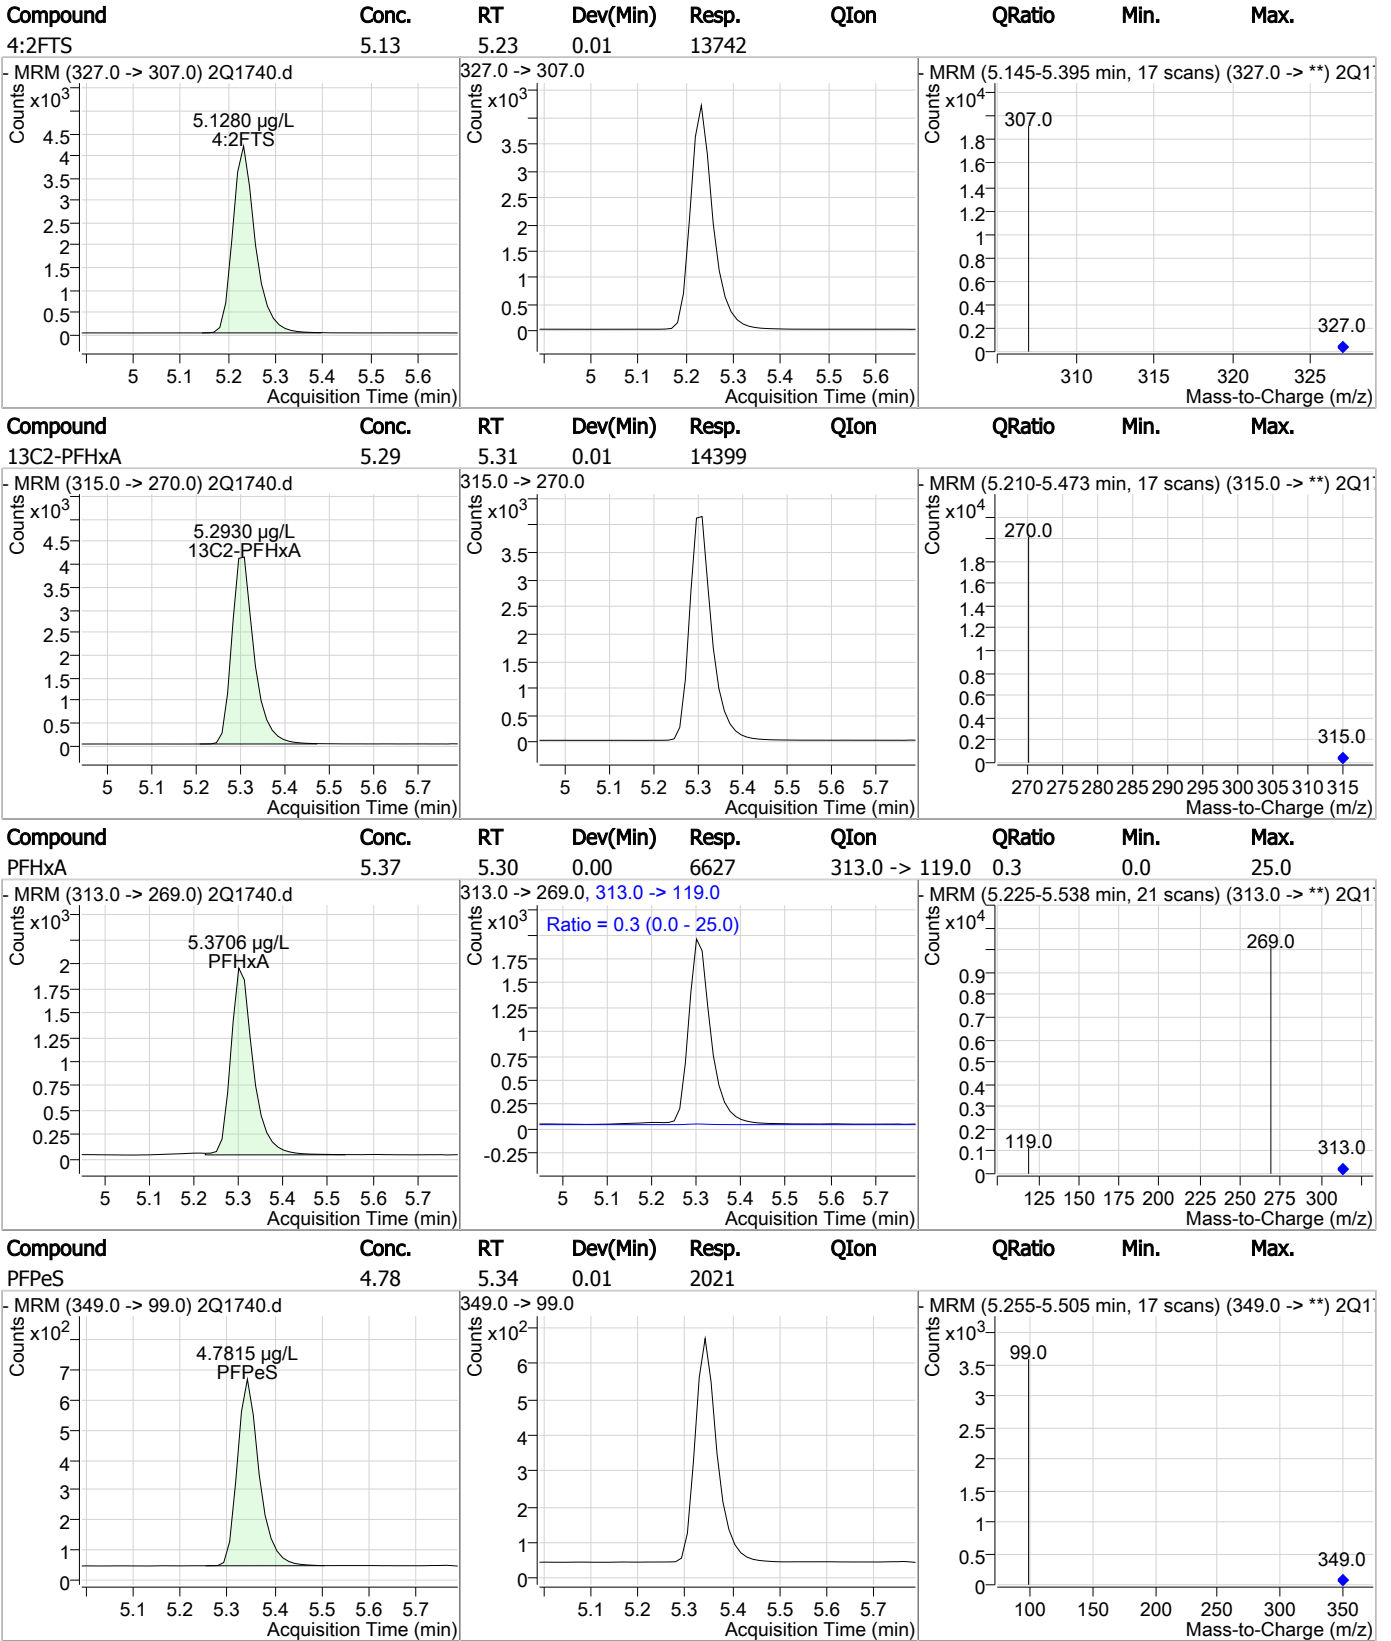 Compound Conc. RT Dev(Min) Resp. QIon QRatio Min. Max.
4:2FTS 5.13 5.23 0.01 13742
- MRM (327.0 -> 307.0) 2Q1740.d
Counts
x10³
5.1280 µg/L
4:2FTS
4.5
4
3.5
3
2.5
2
1.5
1
0.5
0
5 5.1 5.2 5.3 5.4 5.5 5.6
Acquisition Time (min)
327.0 -> 307.0
Counts
x10³
3.5
3
2.5
2
1.5
1
0.5
0
5 5.1 5.2 5.3 5.4 5.5 5.6
Acquisition Time (min)
- MRM (5.145-5.395 min, 17 scans) (327.0 -> **) 2Q1
Counts
x10⁴
307.0
1.8
1.6
1.4
1.2
1
0.8
0.6
0.4
0.2
0
327.0
310 315 320 325
Mass-to-Charge (m/z)
Compound Conc. RT Dev(Min) Resp. QIon QRatio Min. Max.
13C2-PFHxA 5.29 5.31 0.01 14399
- MRM (315.0 -> 270.0) 2Q1740.d
Counts
x10³
5.2930 µg/L
13C2-PFHxA
4.5
4
3.5
3
2.5
2
1.5
1
0.5
0
5 5.1 5.2 5.3 5.4 5.5 5.6 5.7
Acquisition Time (min)
315.0 -> 270.0
Counts
x10³
3.5
3
2.5
2
1.5
1
0.5
0
5 5.1 5.2 5.3 5.4 5.5 5.6 5.7
Acquisition Time (min)
- MRM (5.210-5.473 min, 17 scans) (315.0 -> **) 2Q1
Counts
x10⁴
270.0
1.8
1.6
1.4
1.2
1
0.8
0.6
0.4
0.2
0
315.0
270 275 280 285 290 295 300 305 310 315
Mass-to-Charge (m/z)
Compound Conc. RT Dev(Min) Resp. QIon QRatio Min. Max.
PFHxA 5.37 5.30 0.00 6627 313.0 -> 119.0 0.3 0.0 25.0
- MRM (313.0 -> 269.0) 2Q1740.d
Counts
x10³
5.3706 µg/L
PFHxA
2
1.75
1.5
1.25
1
0.75
0.5
0.25
0
5 5.1 5.2 5.3 5.4 5.5 5.6 5.7
Acquisition Time (min)
313.0 -> 269.0, 313.0 -> 119.0
Counts
x10³
Ratio = 0.3 (0.0 - 25.0)
1.75
1.5
1.25
1
0.75
0.5
0.25
0
-0.25
5 5.1 5.2 5.3 5.4 5.5 5.6 5.7
Acquisition Time (min)
- MRM (5.225-5.538 min, 21 scans) (313.0 -> **) 2Q1
Counts
x10⁴
269.0
0.9
0.8
0.7
0.6
0.5
0.4
0.3
0.2
0.1
0
119.0
313.0
125 150 175 200 225 250 275 300
Mass-to-Charge (m/z)
Compound Conc. RT Dev(Min) Resp. QIon QRatio Min. Max.
PFPeS 4.78 5.34 0.01 2021
- MRM (349.0 -> 99.0) 2Q1740.d
Counts
x10²
4.7815 µg/L
PFPeS
7
6
5
4
3
2
1
0
5.1 5.2 5.3 5.4 5.5 5.6 5.7
Acquisition Time (min)
349.0 -> 99.0
Counts
x10²
6
5
4
3
2
1
0
5.1 5.2 5.3 5.4 5.5 5.6 5.7
Acquisition Time (min)
- MRM (5.255-5.505 min, 17 scans) (349.0 -> **) 2Q1
Counts
x10³
99.0
3.5
3
2.5
2
1.5
1
0.5
0
349.0
100 150 200 250 300 350
Mass-to-Charge (m/z)